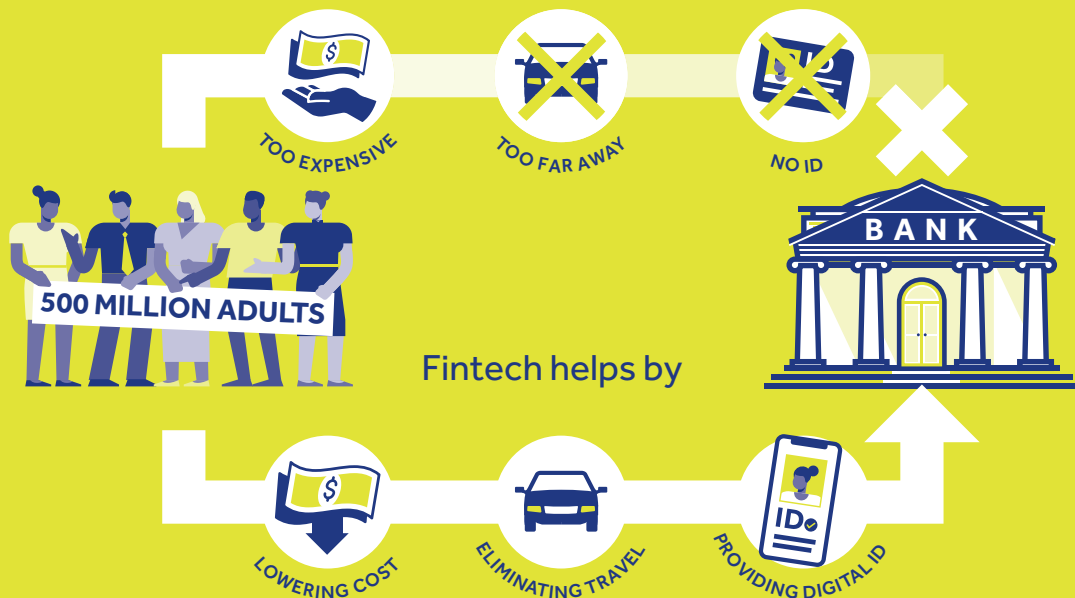 $
TOO EXPENSIVE
TOO FAR AWAY
ID
NO ID
BANK
500 MILLION ADULTS
Fintech helps by
$
LOWERING COST
ELIMINATING TRAVEL
ID
PROVIDING DIGITAL ID